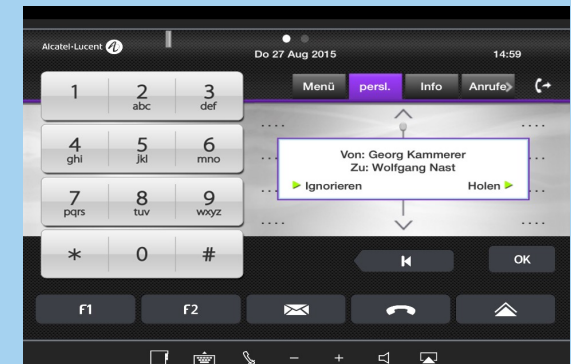 Alcatel-Lucent
Do 27 Aug 2015
14:59
Menü
persl.
Info
Anrufe
1
2
abc
3
def
4
ghi
5
jkl
6
mno
7
pqrs
8
tuv
9
wxyz
*
0
#
Von: Georg Kammerer
Zu: Wolfgang Nast
Ignorieren
Holen
OK
F1
F2